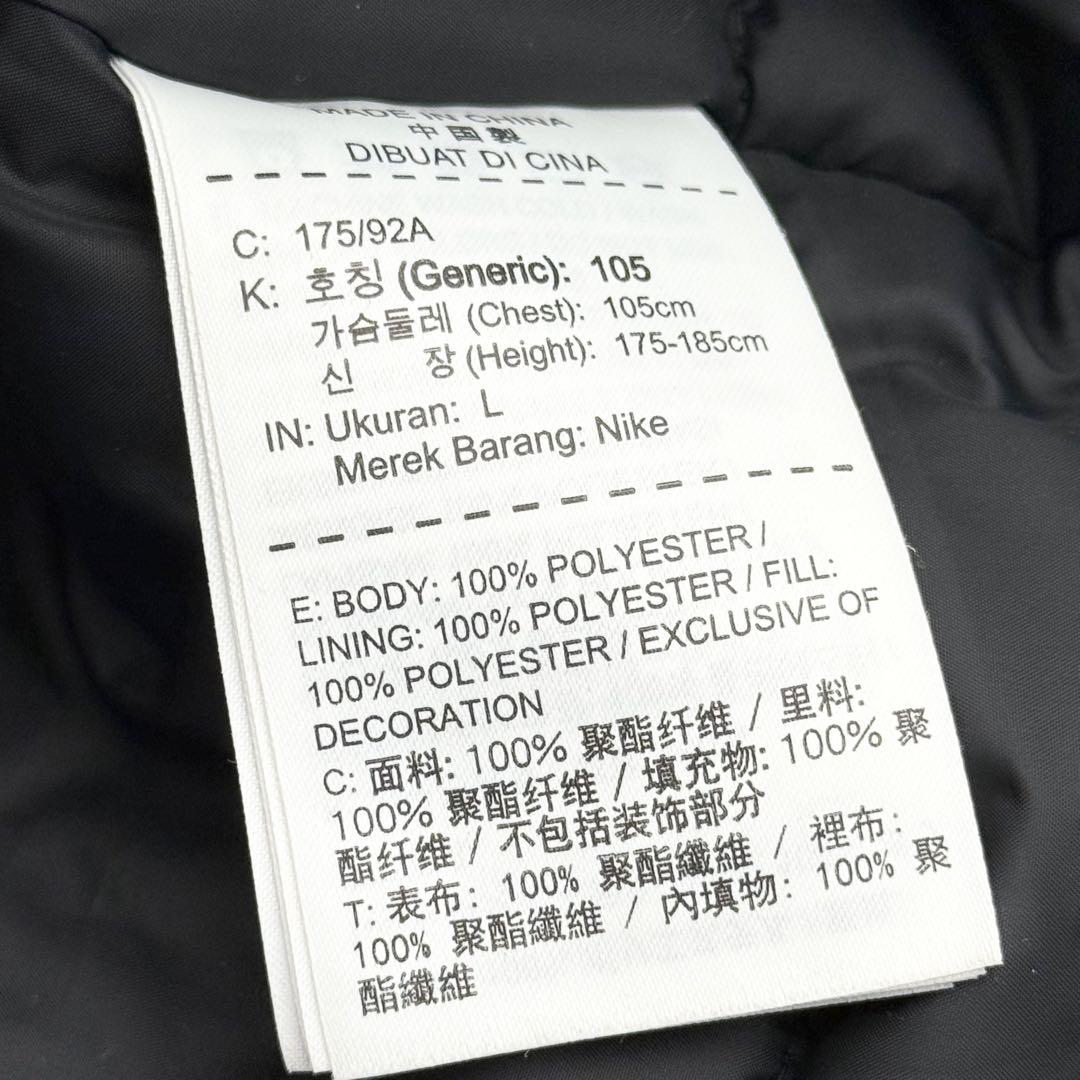 MADE IN CHINA
中国製
DIBUAT DI CINA
C: 175/92A
K: 호칭 (Generic): 105
가슴둘레 (Chest): 105cm
신 장 (Height): 175-185cm
IN: Ukuran: L
Merek Barang: Nike
E: BODY: 100% POLYESTER /
LINING: 100% POLYESTER / FILL:
100% POLYESTER / EXCLUSIVE OF
DECORATION
C: 面料: 100% 聚酯纤维 / 里料:
100% 聚酯纤维 / 填充物: 100% 聚
酯纤维 / 不包括装饰部分
T: 表布: 100% 聚酯纖維 / 裡布:
100% 聚酯纖維 / 內填物: 100% 聚
酯纖維